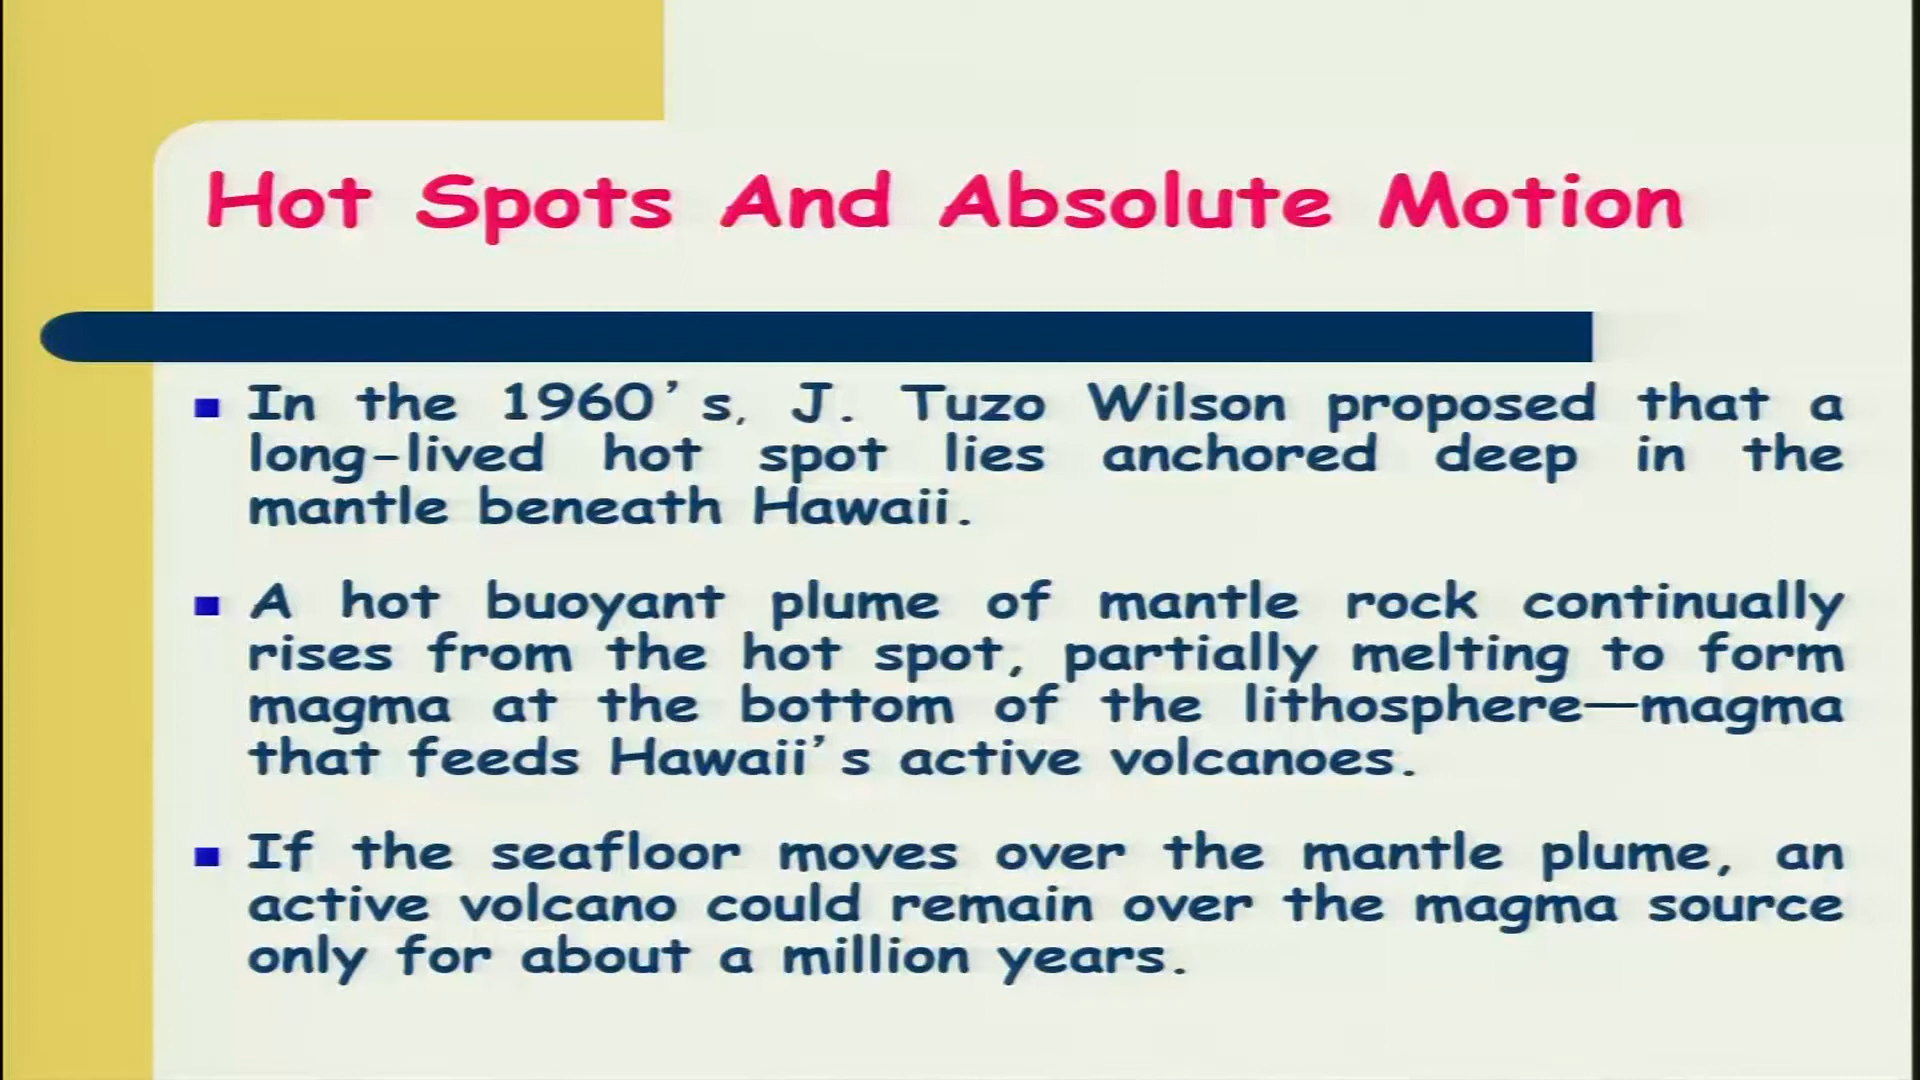 Hot Spots And Absolute Motion
In the 1960's, J. Tuzo Wilson proposed that a
long-lived hot spot lies anchored deep in the
mantle beneath Hawaii.
A hot buoyant plume of mantle rock continually
rises from the hot spot, partially melting to form
magma at the bottom of the lithosphere—magma
that feeds Hawaii's active volcanoes.
If the seafloor moves over the mantle plume, an
active volcano could remain over the magma source
only for about a million years.